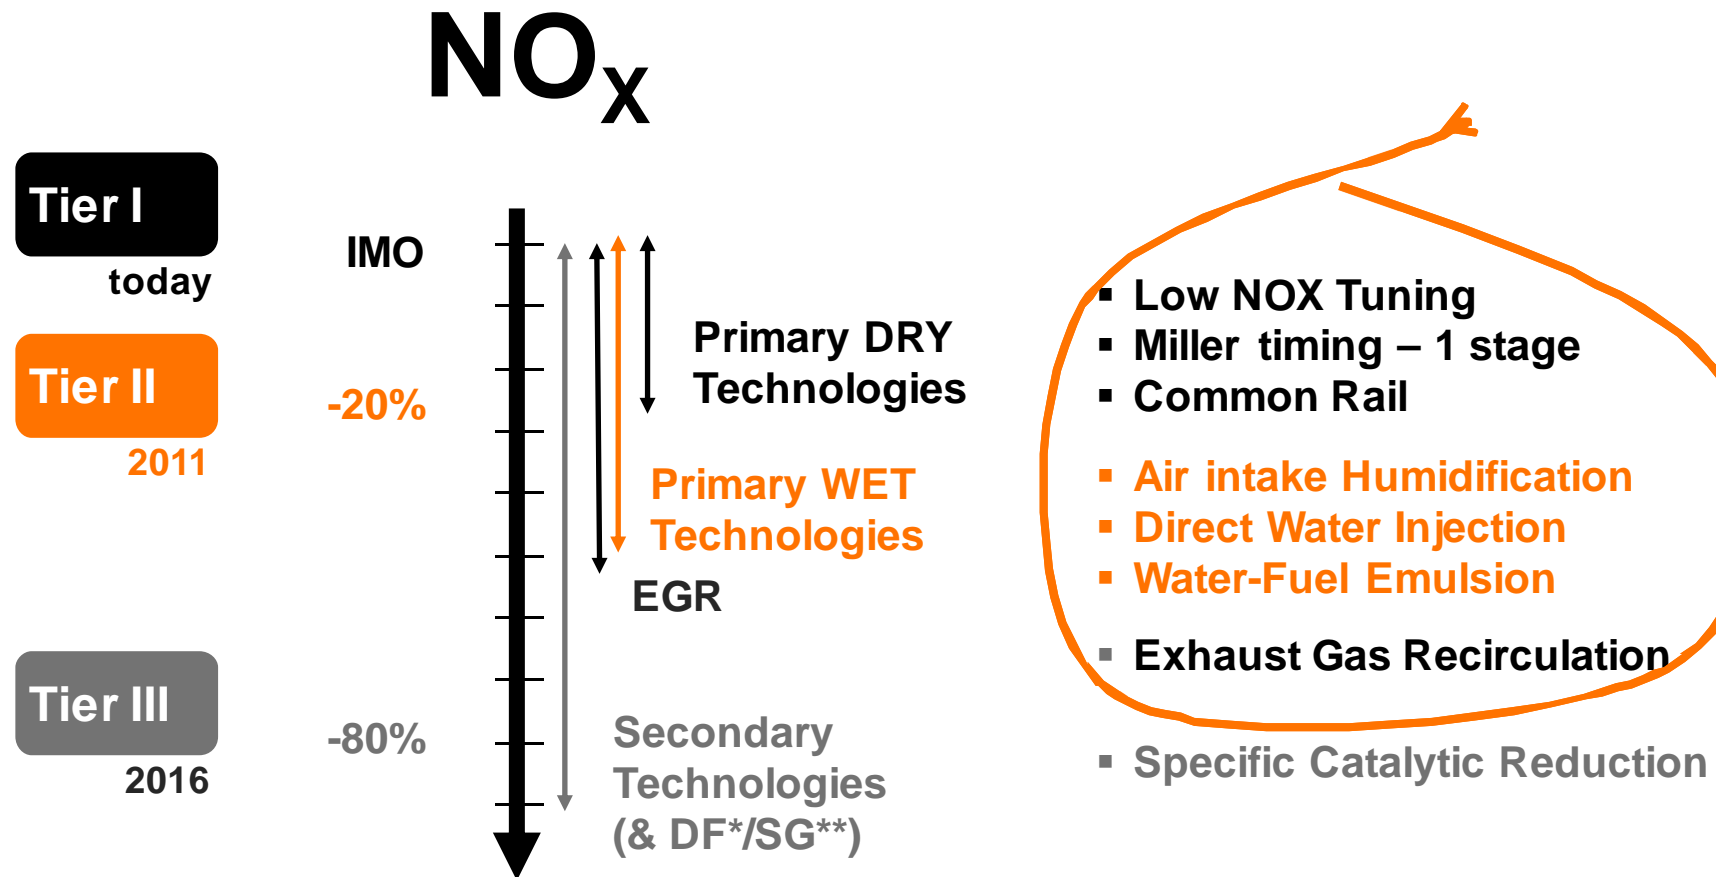 NOX
Tier I
today
IMO
Tier II
2011
-20%
Tier III
2016
-80%
Primary DRY
Technologies
Primary WET
Technologies
EGR
Secondary
Technologies
(& DF*/SG**)
▪ Low NOX Tuning
▪ Miller timing – 1 stage
▪ Common Rail
▪ Air intake Humidification
▪ Direct Water Injection
▪ Water-Fuel Emulsion
▪ Exhaust Gas Recirculation
▪ Specific Catalytic Reduction